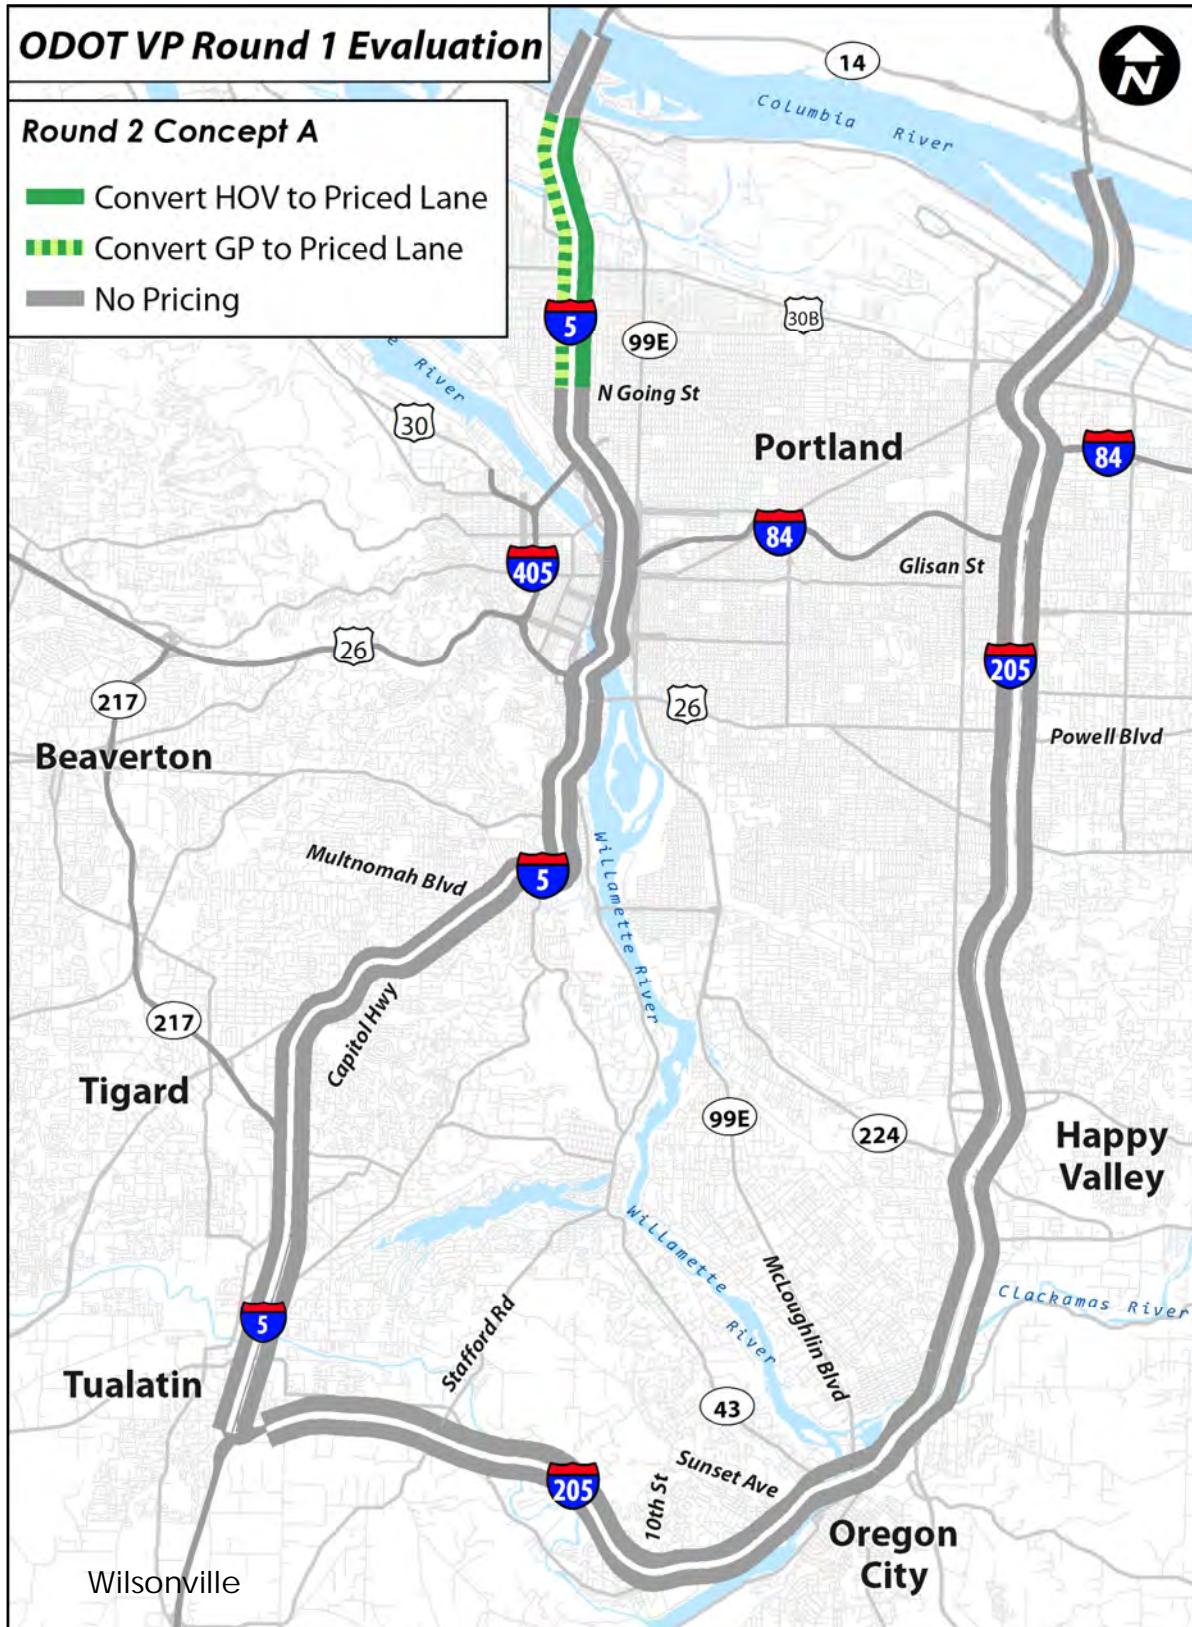 ODOT VP Round 1 Evaluation
Round 2 Concept A
Convert HOV to Priced Lane
Convert GP to Priced Lane
No Pricing
N
14
Columbia River
5
99E
30B
e River
N Going St
30
Portland
84
84
405
Glisan St
26
217
205
26
Beaverton
Powell Blvd
Multnomah Blvd
5
Willamette River
Capitol Hwy
217
Tigard
99E
224
Happy
Valley
Willamette
River
McLoughlin Blvd
Clackamas River
5
Stafford Rd
Tualatin
43
Sunset Ave
10th St
205
Oregon
City
Wilsonville